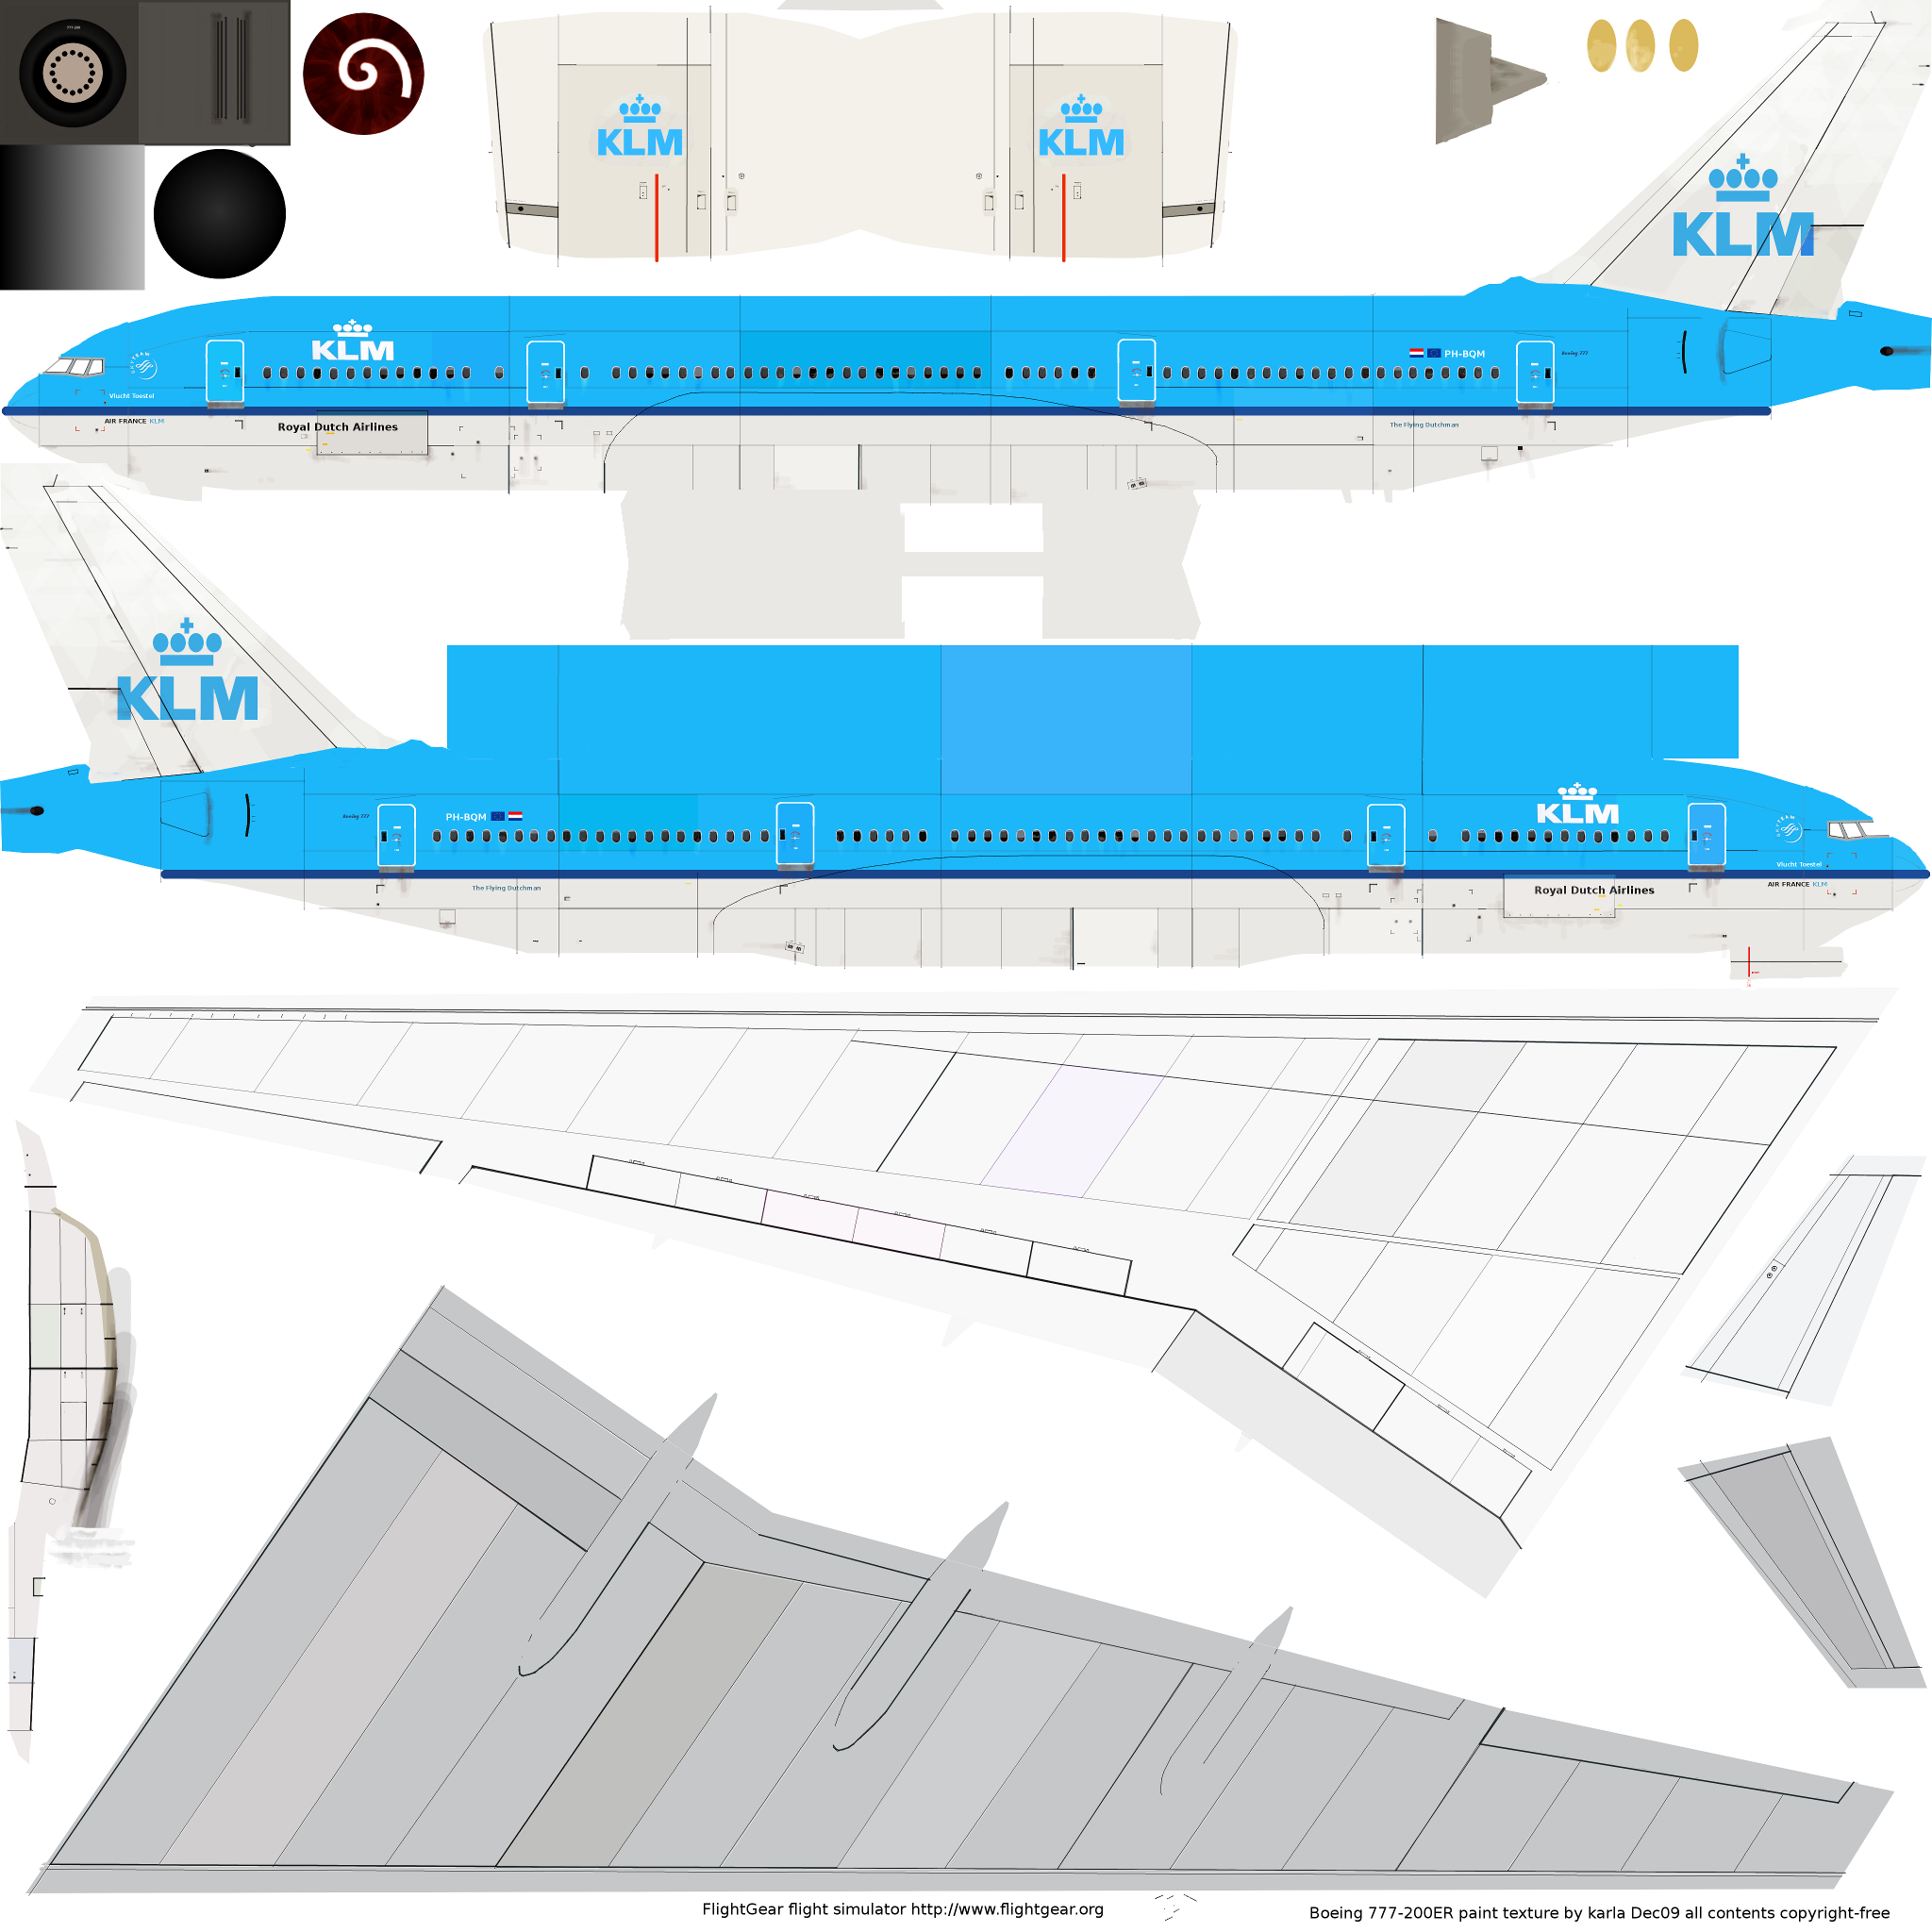 KLM
KLM
KLM
KLM
SKYTEAM
PH-BQM
Boeing 777
Vlucht Toestel
AIR FRANCE KLM
Royal Dutch Airlines
The Flying Dutchman
KLM
KLM
Boeing 777
PH-BQM
SKYTEAM
Vlucht Toestel
The Flying Dutchman
Royal Dutch Airlines
AIR FRANCE KLM
FlightGear flight simulator http://www.flightgear.org
Boeing 777-200ER paint texture by karla Dec09 all contents copyright-free